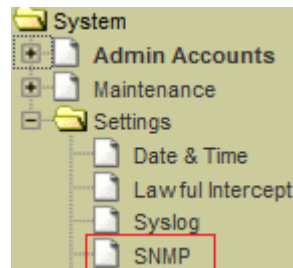 System
Admin Accounts
Maintenance
Settings
Date & Time
Lawful Intercept
Syslog
SNMP